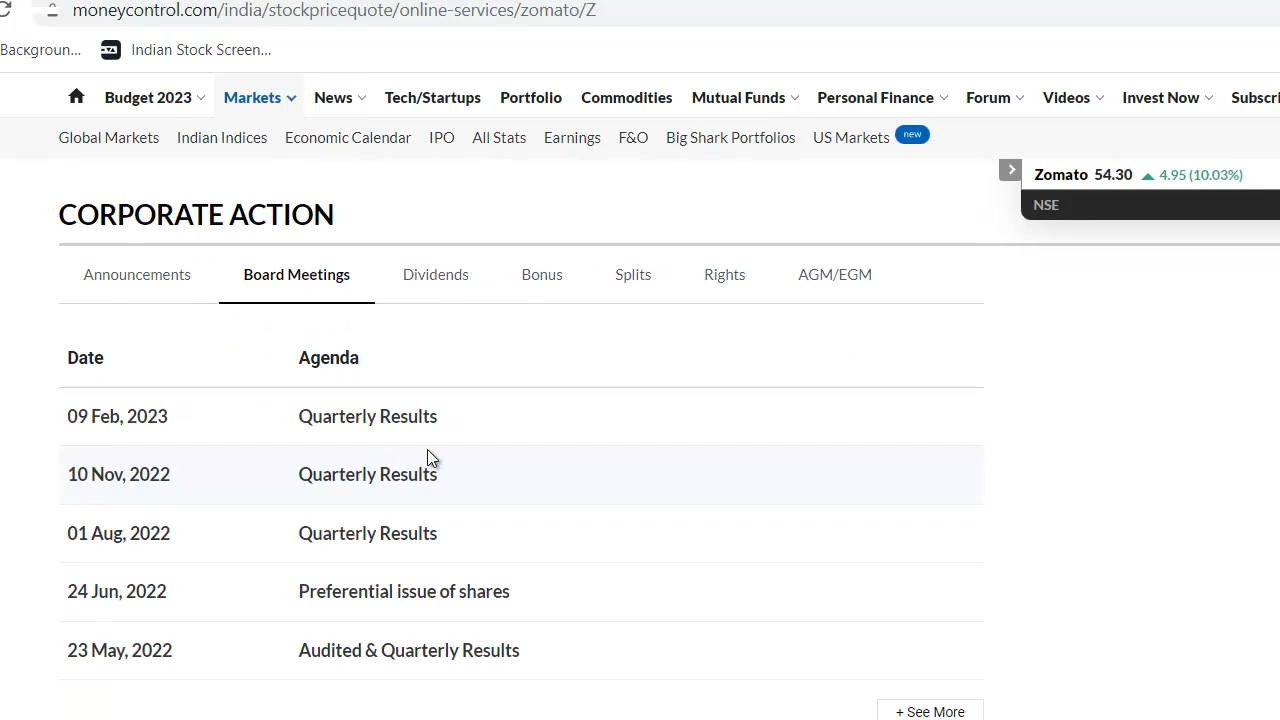 moneycontrol.com/india/stockpricequote/online-services/zomato/Z
Backgroun... Indian Stock Screen...
Budget 2023 Markets News Tech/Startups Portfolio Commodities Mutual Funds Personal Finance Forum Videos Invest Now Subscri
Global Markets Indian Indices Economic Calendar IPO All Stats Earnings F&O Big Shark Portfolios US Markets new
Zomato 54.30 4.95 (10.03%)
NSE
CORPORATE ACTION
Announcements Board Meetings Dividends Bonus Splits Rights AGM/EGM
Date Agenda
09 Feb, 2023 Quarterly Results
10 Nov, 2022 Quarterly Results
01 Aug, 2022 Quarterly Results
24 Jun, 2022 Preferential issue of shares
23 May, 2022 Audited & Quarterly Results
+ See More